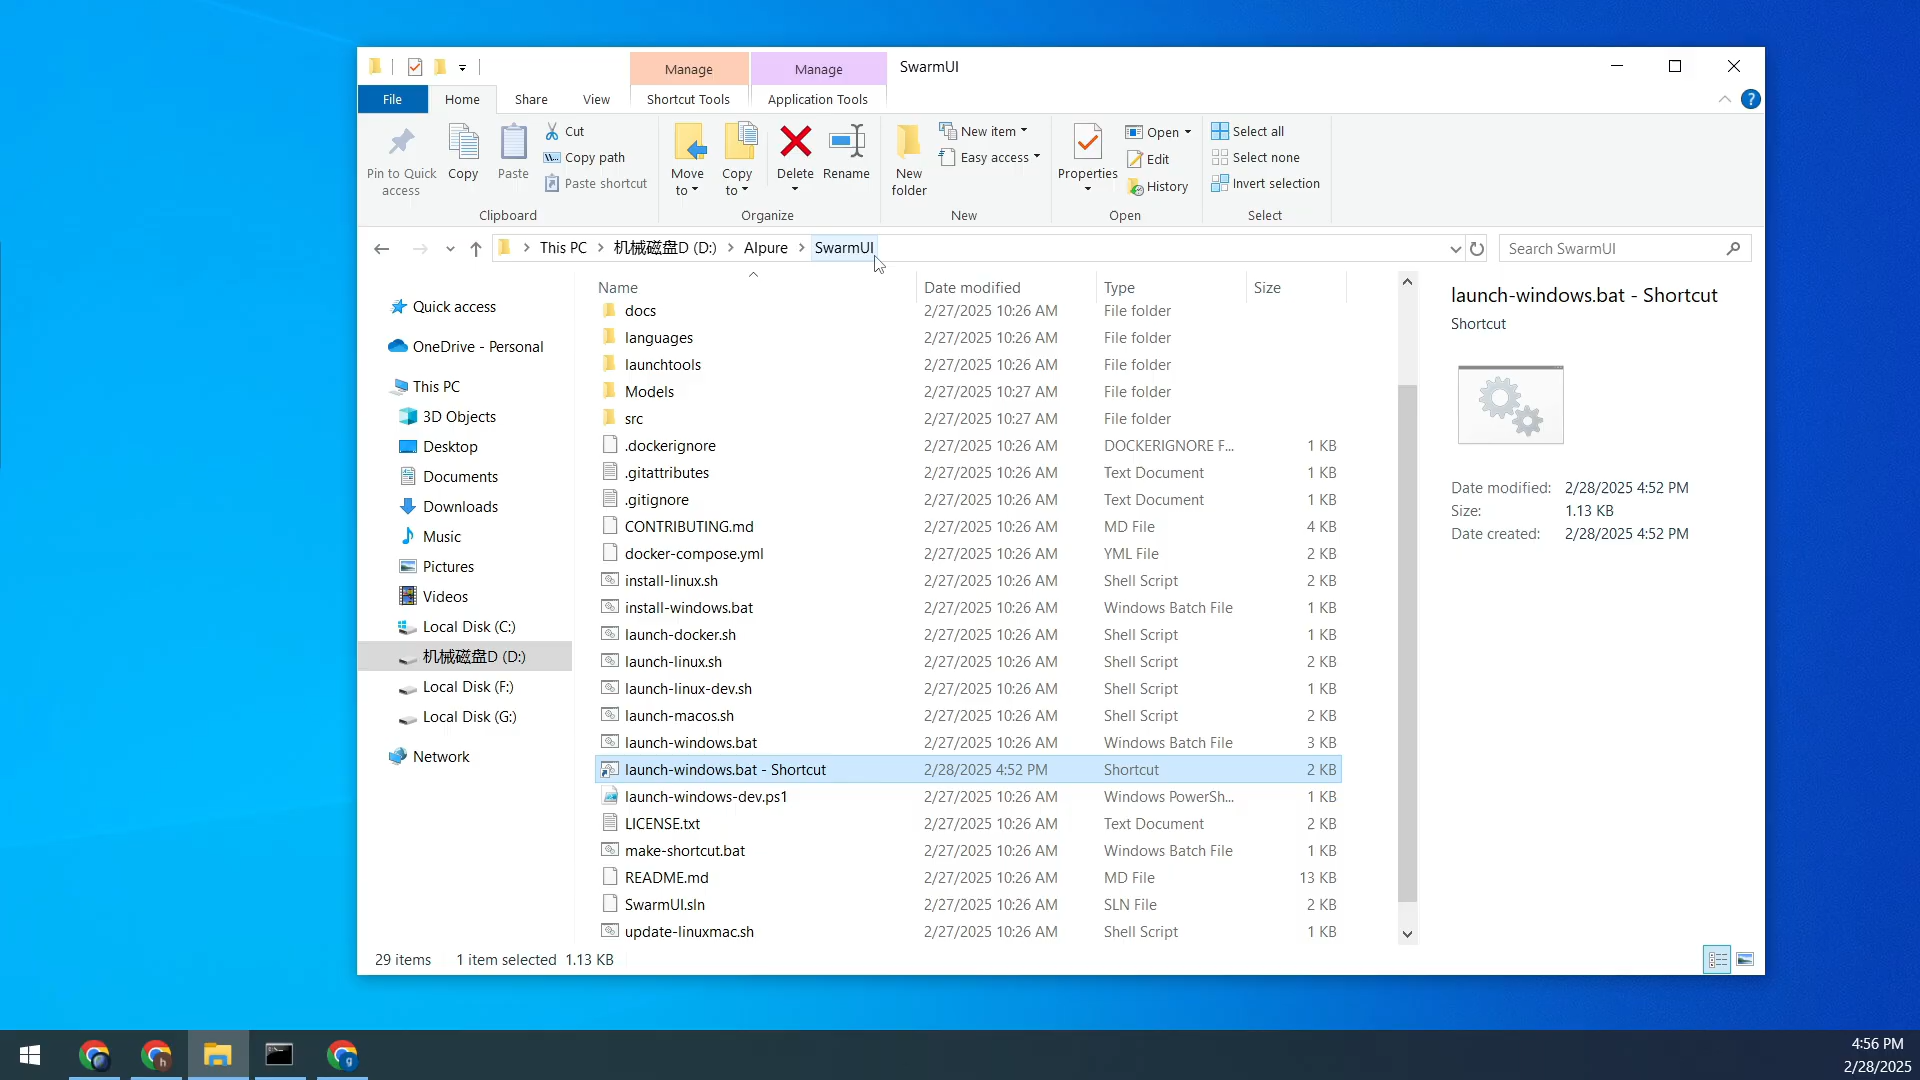 Manage
Manage
SwarmUI
File
Home
Share
View
Shortcut Tools
Application Tools
Pin to Quick access
Copy
Paste
Cut
Copy path
Paste shortcut
Clipboard
Move to
Copy to
Delete
Rename
Organize
New folder
New item
Easy access
New
Properties
Open
Edit
History
Open
Select all
Select none
Invert selection
Select
This PC
机械磁盘D (D:)
AIpure
SwarmUI
Search SwarmUI
Quick access
OneDrive - Personal
This PC
3D Objects
Desktop
Documents
Downloads
Music
Pictures
Videos
Local Disk (C:)
机械磁盘D (D:)
Local Disk (F:)
Local Disk (G:)
Network
Name Date modified Type Size
docs 2/27/2025 10:26 AM File folder
languages 2/27/2025 10:26 AM File folder
launchtools 2/27/2025 10:26 AM File folder
Models 2/27/2025 10:27 AM File folder
src 2/27/2025 10:27 AM File folder
.dockerignore 2/27/2025 10:26 AM DOCKERIGNORE F... 1 KB
.gitattributes 2/27/2025 10:26 AM Text Document 1 KB
.gitignore 2/27/2025 10:26 AM Text Document 1 KB
CONTRIBUTING.md 2/27/2025 10:26 AM MD File 4 KB
docker-compose.yml 2/27/2025 10:26 AM YML File 2 KB
install-linux.sh 2/27/2025 10:26 AM Shell Script 2 KB
install-windows.bat 2/27/2025 10:26 AM Windows Batch File 1 KB
launch-docker.sh 2/27/2025 10:26 AM Shell Script 1 KB
launch-linux.sh 2/27/2025 10:26 AM Shell Script 2 KB
launch-linux-dev.sh 2/27/2025 10:26 AM Shell Script 1 KB
launch-macos.sh 2/27/2025 10:26 AM Shell Script 2 KB
launch-windows.bat 2/27/2025 10:26 AM Windows Batch File 3 KB
launch-windows.bat - Shortcut 2/28/2025 4:52 PM Shortcut 2 KB
launch-windows-dev.ps1 2/27/2025 10:26 AM Windows PowerSh... 1 KB
LICENSE.txt 2/27/2025 10:26 AM Text Document 2 KB
make-shortcut.bat 2/27/2025 10:26 AM Windows Batch File 1 KB
README.md 2/27/2025 10:26 AM MD File 13 KB
SwarmUI.sln 2/27/2025 10:26 AM SLN File 2 KB
update-linuxmac.sh 2/27/2025 10:26 AM Shell Script 1 KB
launch-windows.bat - Shortcut
Shortcut
Date modified: 2/28/2025 4:52 PM
Size: 1.13 KB
Date created: 2/28/2025 4:52 PM
29 items 1 item selected 1.13 KB
h
g
4:56 PM
2/28/2025